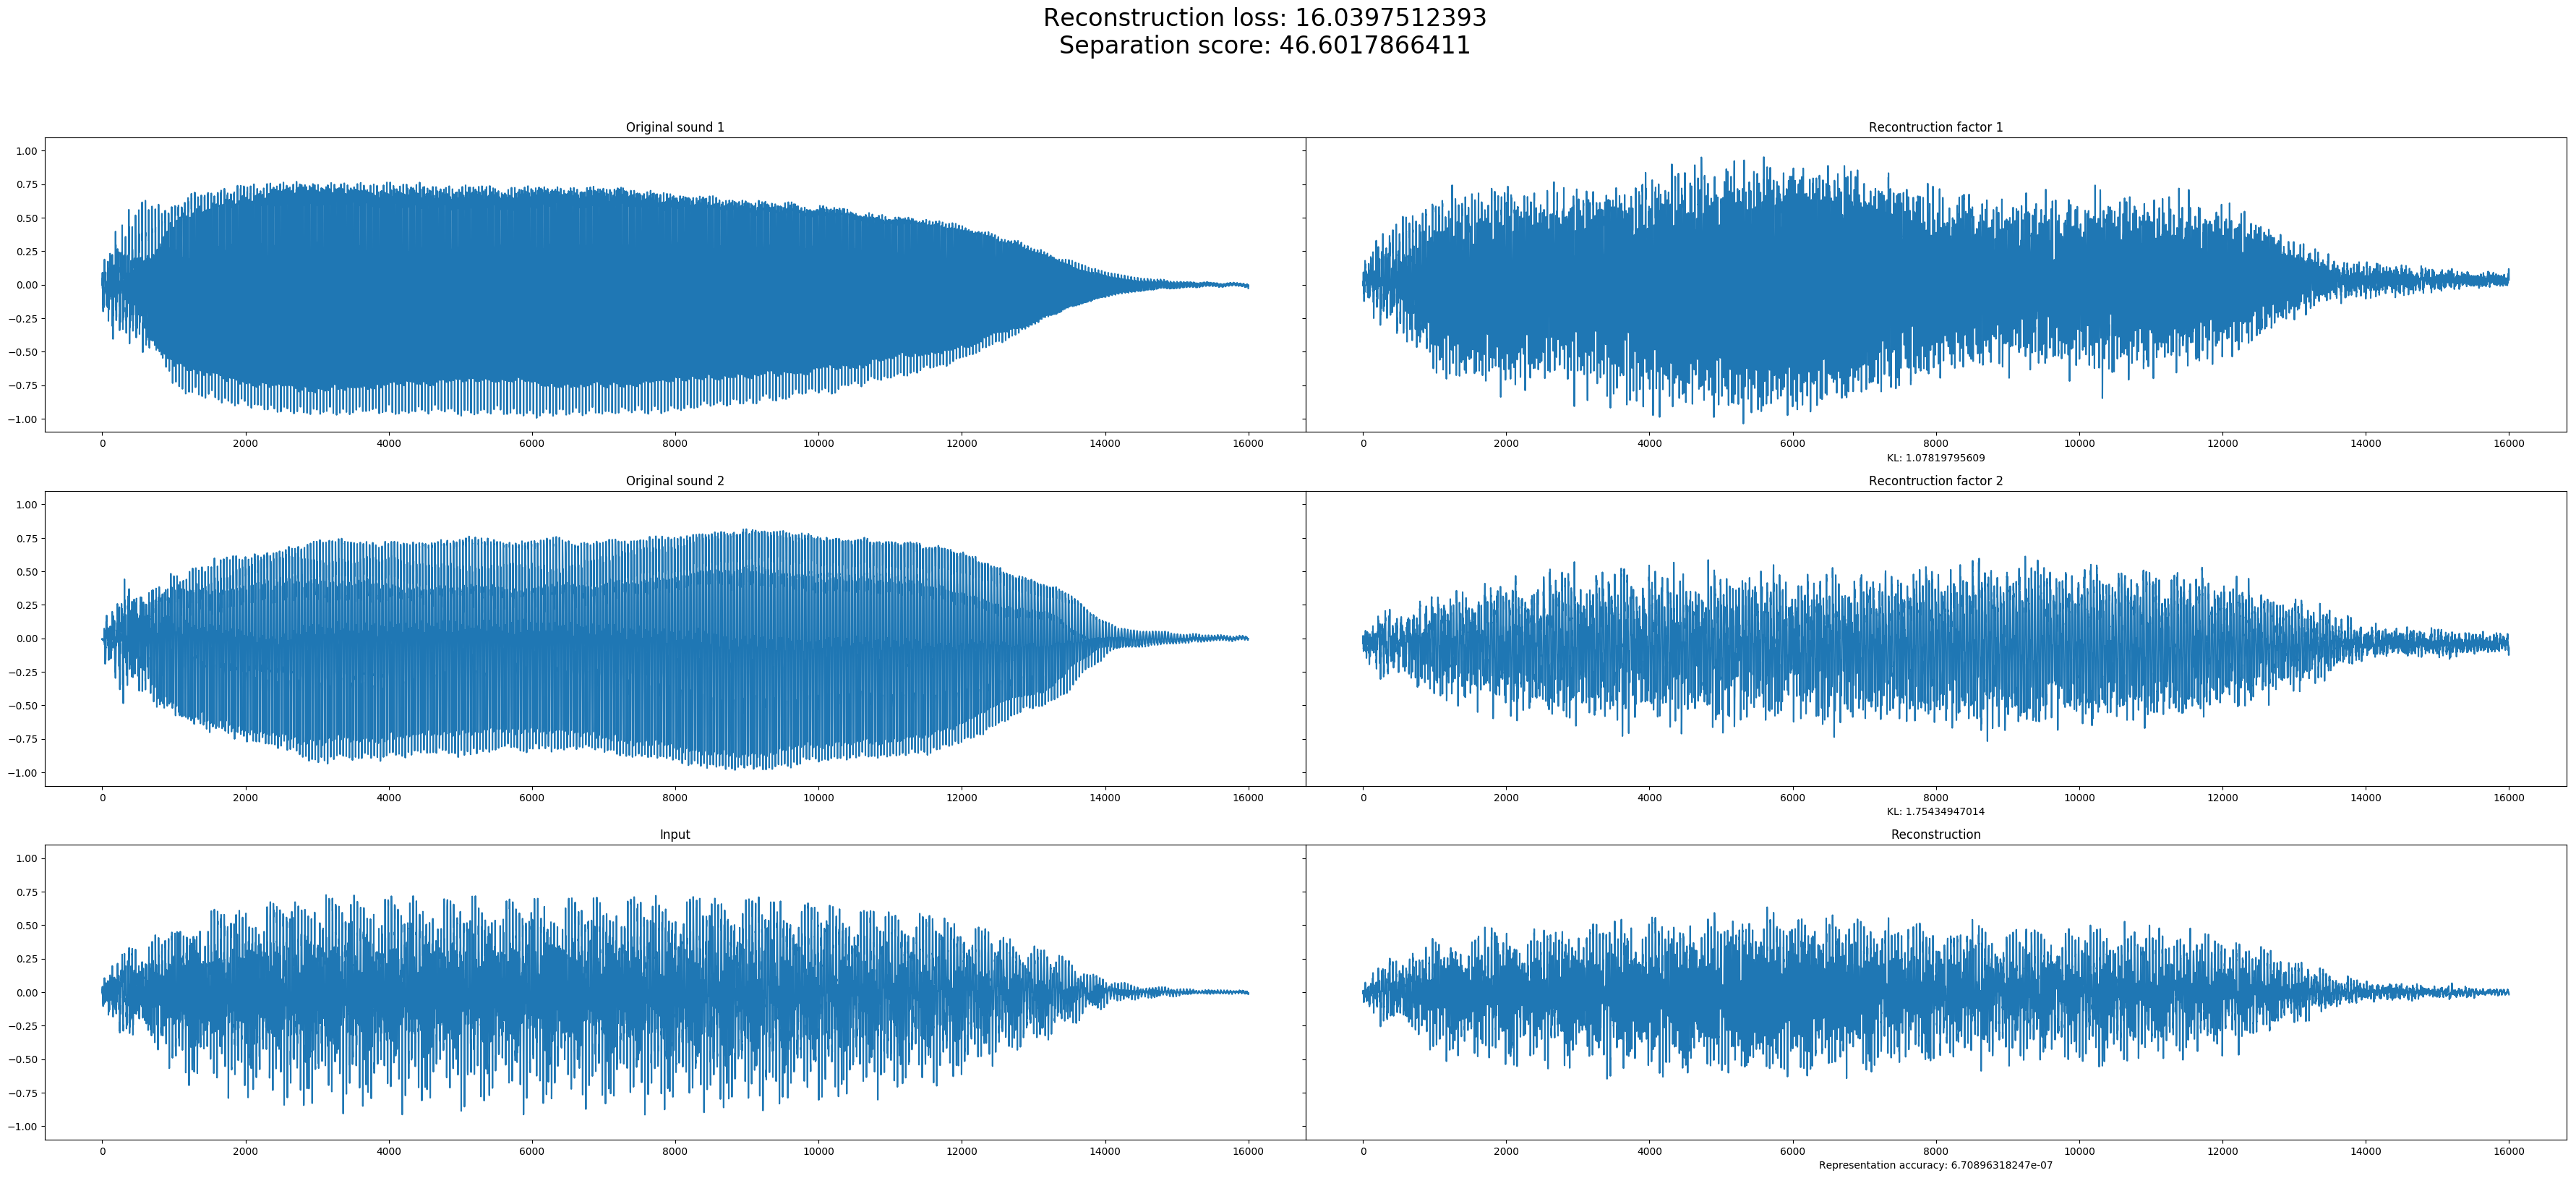 Reconstruction loss: 16.0397512393
Separation score: 46.6017866411
Original sound 1
Recontruction factor 1
1.00
0.75
0.50
0.25
0.00
−0.25
−0.50
−0.75
−1.00
0 2000 4000 6000 8000 10000 12000 14000 16000
0 2000 4000 6000 8000 10000 12000 14000 16000
KL: 1.07819795609
Original sound 2
Recontruction factor 2
1.00
0.75
0.50
0.25
0.00
−0.25
−0.50
−0.75
−1.00
0 2000 4000 6000 8000 10000 12000 14000 16000
0 2000 4000 6000 8000 10000 12000 14000 16000
KL: 1.75434947014
Input
Reconstruction
1.00
0.75
0.50
0.25
0.00
−0.25
−0.50
−0.75
−1.00
0 2000 4000 6000 8000 10000 12000 14000 16000
0 2000 4000 6000 8000 10000 12000 14000 16000
Representation accuracy: 6.70896318247e-07